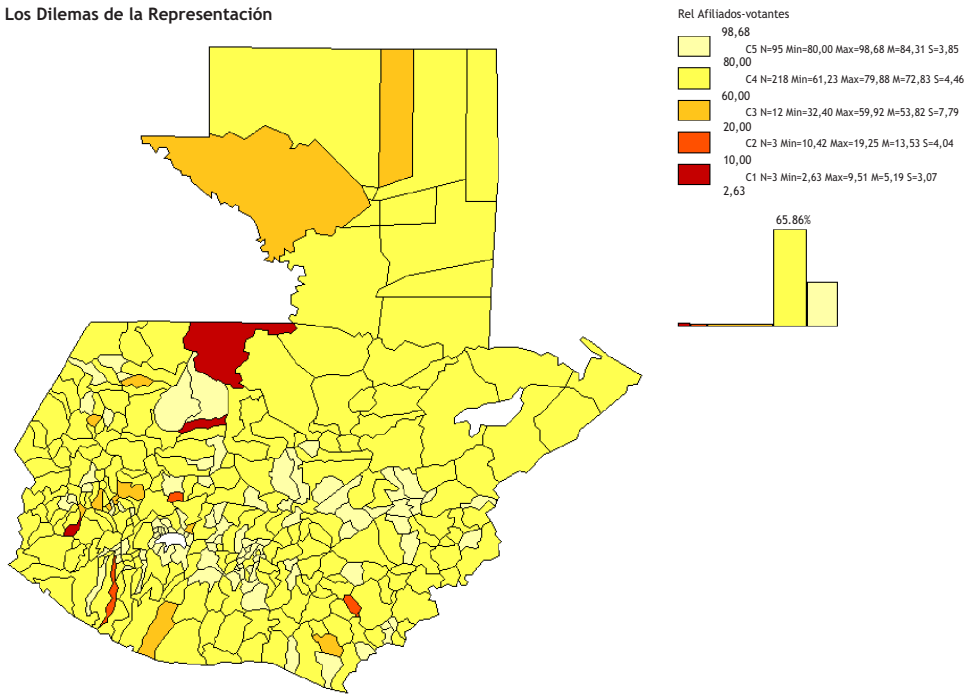 Los Dilemas de la Representación
Rel Afiliados-votantes
98,68
C5 N=95 Min=80,00 Max=98,68 M=84,31 S=3,85
80,00
C4 N=218 Min=61,23 Max=79,88 M=72,83 S=4,46
60,00
C3 N=12 Min=32,40 Max=59,92 M=53,82 S=7,79
20,00
C2 N=3 Min=10,42 Max=19,25 M=13,53 S=4,04
10,00
C1 N=3 Min=2,63 Max=9,51 M=5,19 S=3,07
2,63
65.86%